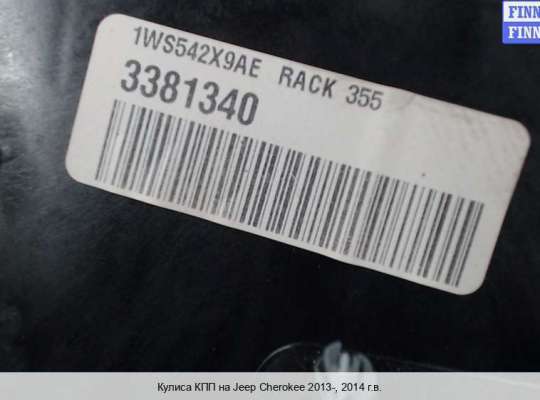 FINN
FINN
1WS542X9AE RACK 355
3381340
Кулиса КПП на Jeep Cherokee 2013-, 2014 г.в.